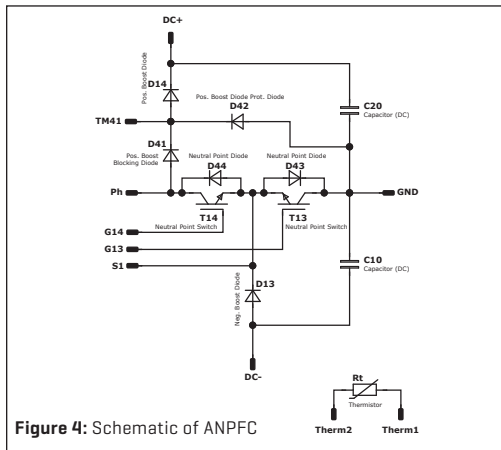 DC+
Pos. Boost Diode
D14
Pos. Boost Diode Prot. Diode
D42
C20
Capacitor (DC)
TM41
D41
Pos. Boost
Blocking Diode
Neutral Point Diode
D44
Neutral Point Diode
D43
Ph
GND
T14
Neutral Point Switch
T13
Neutral Point Switch
G14
G13
S1
Neg. Boost Diode
D13
C10
Capacitor (DC)
DC-
Rt
Thermistor
Therm2
Therm1
Figure 4: Schematic of ANPFC